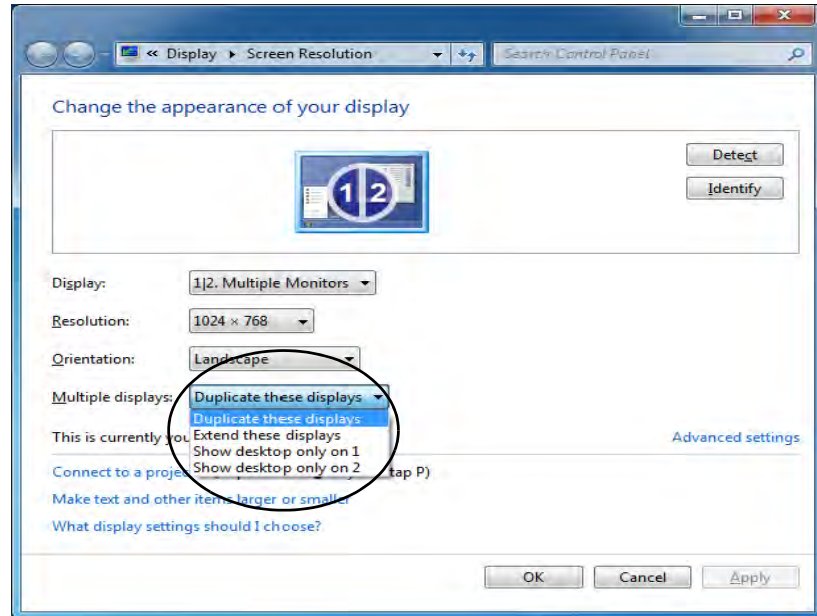 « Display ▸ Screen Resolution
Search Control Panel
Change the appearance of your display
1|2
Detect
Identify
Display: 1|2. Multiple Monitors
Resolution: 1024 × 768
Orientation: Landscape
Multiple displays: Duplicate these displays
Duplicate these displays
Extend these displays
Show desktop only on 1
Show desktop only on 2
This is currently you
Advanced settings
Connect to a proje tap P)
Make text and other items larger or smaller
What display settings should I choose?
OK Cancel Apply